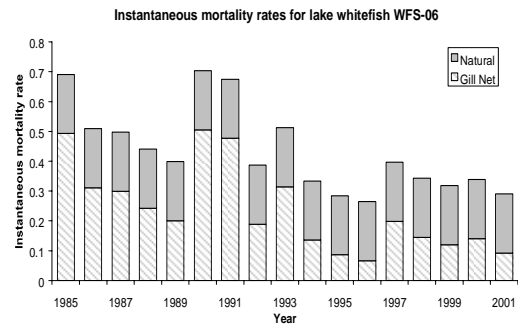 Instantaneous mortality rates for lake whitefish WFS-06
0.8
0.7
0.6
0.5
0.4
0.3
0.2
0.1
0
Instantaneous mortality rate
Natural
Gill Net
1985 1987 1989 1991 1993 1995 1997 1999 2001
Year